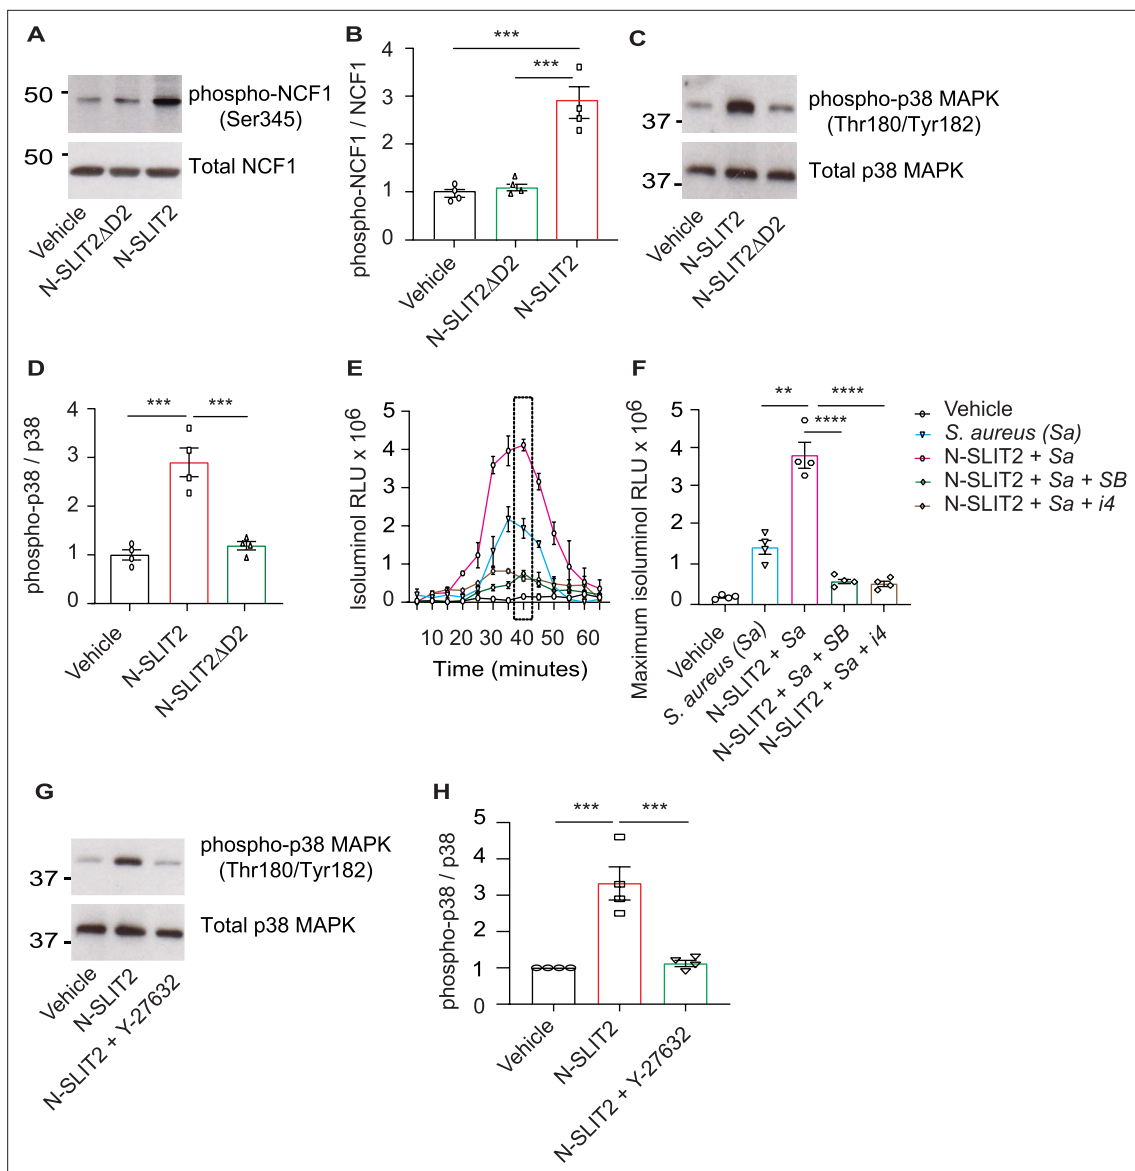 A
50
phospho-NCF1
(Ser345)
50
Total NCF1
Vehicle
N-SLIT2ΔD2
N-SLIT2
B
phospho-NCF1 / NCF1
4
3
2
1
0
***
***
Vehicle
N-SLIT2ΔD2
N-SLIT2
C
37
phospho-p38 MAPK
(Thr180/Tyr182)
37
Total p38 MAPK
Vehicle
N-SLIT2
N-SLIT2ΔD2
D
phospho-p38 / p38
4
3
2
1
0
***
***
Vehicle
N-SLIT2
N-SLIT2ΔD2
E
Isoluminol RLU x 10⁶
5
4
3
2
1
0
10 20 30 40 50 60
Time (minutes)
F
Maximum isoluminol RLU x 10⁶
5
4
3
2
1
0
**
****
****
Vehicle
S. aureus (Sa)
N-SLIT2 + Sa
N-SLIT2 + Sa + SB
N-SLIT2 + Sa + i4
Vehicle
S. aureus (Sa)
N-SLIT2 + Sa
N-SLIT2 + Sa + SB
N-SLIT2 + Sa + i4
G
37
phospho-p38 MAPK
(Thr180/Tyr182)
37
Total p38 MAPK
Vehicle
N-SLIT2
N-SLIT2 + Y-27632
H
phospho-p38 / p38
5
4
3
2
1
0
***
***
Vehicle
N-SLIT2
N-SLIT2 + Y-27632